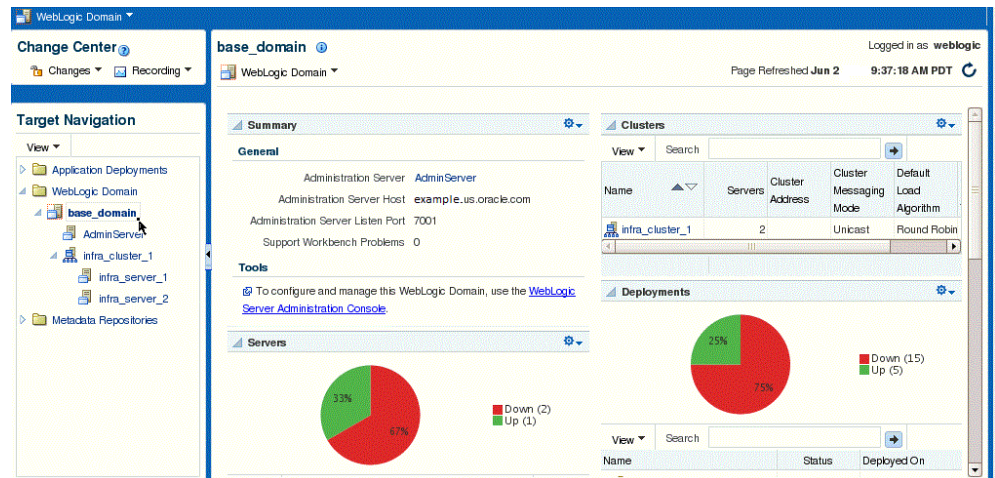 WebLogic Domain
Change Center
Changes Recording
Target Navigation
View
Application Deployments
WebLogic Domain
base_domain
AdminServer
infra_cluster_1
infra_server_1
infra_server_2
Metadata Repositories
base_domain
Logged in as weblogic
WebLogic Domain
Page Refreshed Jun 2 9:37:18 AM PDT
Summary
General
Administration Server AdminServer
Administration Server Host example.us.oracle.com
Administration Server Listen Port 7001
Support Workbench Problems 0
Tools
To configure and manage this WebLogic Domain, use the WebLogic
Server Administration Console.
Servers
33%
67%
Down (2)
Up (1)
Clusters
View Search
Name Servers Cluster Address Cluster Messaging Mode Default Load Algorithm
infra_cluster_1 2 Unicast Round Robin
Deployments
25%
75%
Down (15)
Up (5)
View Search
Name Status Deployed On